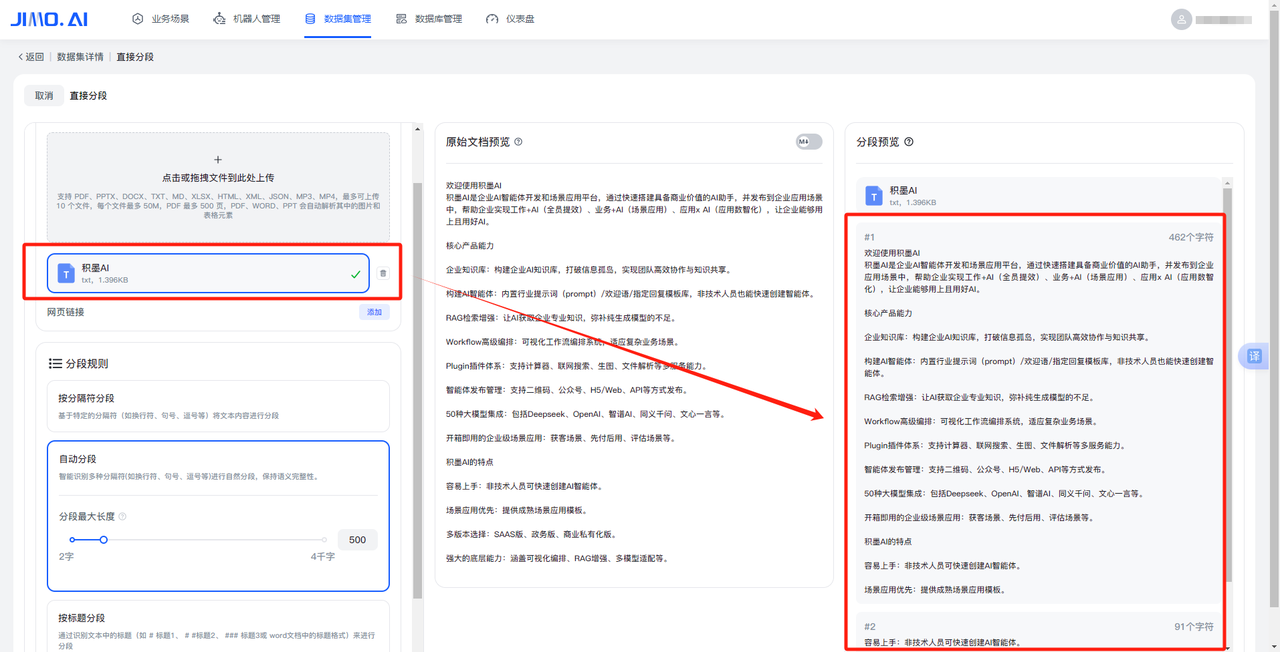 JIMO.AI
业务场景
机器人管理
数据集管理
数据库管理
仪表盘
返回
数据集详情
直接分段
取消
直接分段
+
点击或拖拽文件到此处上传
支持 PDF、PPTX、DOCX、TXT、MD、XLSX、HTML、XML、JSON、MP3、MP4，最多可上传
10 个文件，每个文件最多 50M，PDF 最多 500 页，PDF、WORD、PPT 会自动解析其中的图片和
表格元素
T
积墨AI
txt，1.396KB
网页链接
添加
分段规则
按分隔符分段
基于特定的分隔符（如换行符、句号、逗号等）将文本内容进行分段
自动分段
智能识别多种分隔符(如换行符、句号、逗号等)进行自然分段，保持语义完整性。
分段最大长度
500
2字
4千字
按标题分段
通过识别文本中的标题（如 # 标题1、 # #标题2、 ### 标题3或 word文档中的标题格式）来进行
分段
原始文档预览
M
欢迎使用积墨AI
积墨AI是企业AI智能体开发和场景应用平台，通过快速搭建具备商业价值的AI助手，并发布到企业应用场景
中，帮助企业实现工作+AI（全员提效）、业务+AI（场景应用）、应用x AI（应用数智化），让企业能够用
上且用好AI。
核心产品能力
企业知识库：构建企业AI知识库，打破信息孤岛，实现团队高效协作与知识共享。
构建AI智能体：内置行业提示词（prompt）/欢迎语/指定回复模板库，非技术人员也能快速创建智能体。
RAG检索增强：让AI获取企业专业知识，弥补纯生成模型的不足。
Workflow高级编排：可视化工作流编排系统，适应复杂业务场景。
Plugin插件体系：支持计算器、联网搜索、生图、文件解析等多服务能力。
智能体发布管理：支持二维码、公众号、H5/Web、API等方式发布。
50种大模型集成：包括Deepseek、OpenAI、智谱AI、同义千问、文心一言等。
开箱即用的企业级场景应用：获客场景、先付后用、评估场景等。
积墨AI的特点
容易上手：非技术人员可快速创建AI智能体。
场景应用优先：提供成熟场景应用模板。
多版本选择：SAAS版、政务版、商业私有化版。
强大的底层能力：涵盖可视化编排、RAG增强、多模型适配等。
分段预览
T
积墨AI
txt，1.396KB
#1
462个字符
欢迎使用积墨AI
积墨AI是企业AI智能体开发和场景应用平台，通过快速搭建具备商业价值的AI助手，并发布到企业
应用场景中，帮助企业实现工作+AI（全员提效）、业务+AI（场景应用）、应用x AI（应用数智
化），让企业能够用上且用好AI。
核心产品能力
企业知识库：构建企业AI知识库，打破信息孤岛，实现团队高效协作与知识共享。
构建AI智能体：内置行业提示词（prompt）/欢迎语/指定回复模板库，非技术人员也能快速创建智
能体。
RAG检索增强：让AI获取企业专业知识，弥补纯生成模型的不足。
Workflow高级编排：可视化工作流编排系统，适应复杂业务场景。
Plugin插件体系：支持计算器、联网搜索、生图、文件解析等多服务能力。
智能体发布管理：支持二维码、公众号、H5/Web、API等方式发布。
50种大模型集成：包括Deepseek、OpenAI、智谱AI、同义千问、文心一言等。
开箱即用的企业级场景应用：获客场景、先付后用、评估场景等。
积墨AI的特点
容易上手：非技术人员可快速创建AI智能体。
场景应用优先：提供成熟场景应用模板。
#2
91个字符
容易上手：非技术人员可快速创建AI智能体。
译